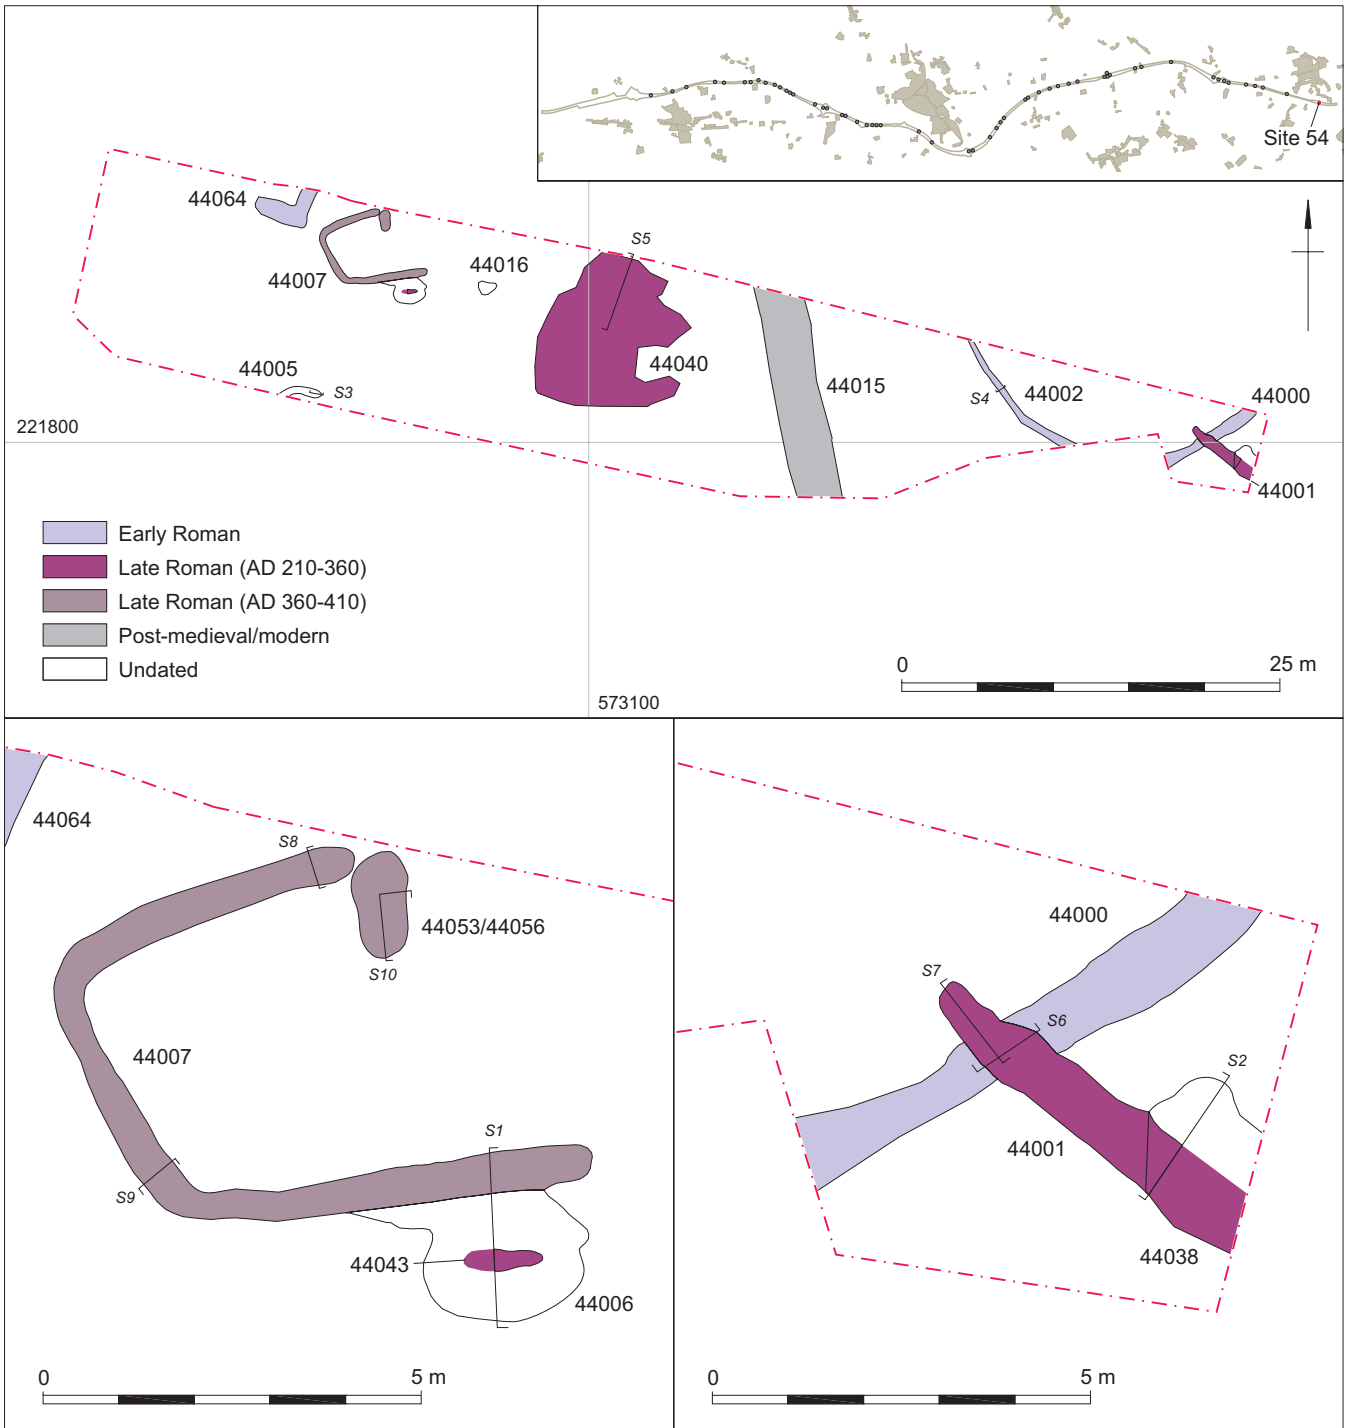 Site 54
44064
S5
44007
44016
44005
S3
44040
44015
S4
44002
44000
44001
221800
Early Roman
Late Roman (AD 210-360)
Late Roman (AD 360-410)
Post-medieval/modern
Undated
0 25 m
573100
44064
S8
44053/44056
S10
44007
S1
S9
44043
44006
0 5 m
44000
S7
S6
S2
44001
44038
0 5 m